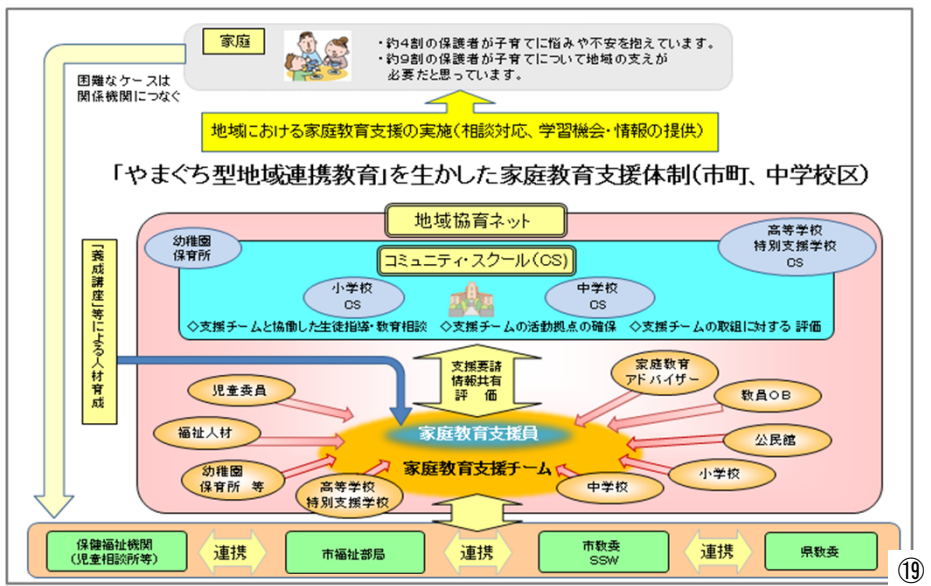 家庭
・約4割の保護者が子育てに悩みや不安を抱えています。
・約9割の保護者が子育てについて地域の支えが
必要だと思っています。
困難なケースは
関係機関につなぐ
地域における家庭教育支援の実施(相談対応、学習機会・情報の提供)
「やまぐち型地域連携教育」を生かした家庭教育支援体制(市町、中学校区)
地域協育ネット
幼稚園
保育所
高等学校
特別支援学校
CS
コミュニティ・スクール(CS)
小学校
CS
中学校
CS
◇支援チームと協働した生徒指導・教育相談 ◇支援チームの活動拠点の確保 ◇支援チームの取組に対する 評価
「養成講座」等による人材育成
支援要請
情報共有
評 価
家庭教育
アドバイザー
児童委員
教員OB
福祉人材
家庭教育支援員
公民館
家庭教育支援チーム
幼稚園
保育所 等
高等学校
特別支援学校
中学校
小学校
保健福祉機関
(児童相談所等)
連携
市福祉部局
連携
市教委
SSW
連携
県教委
⑲